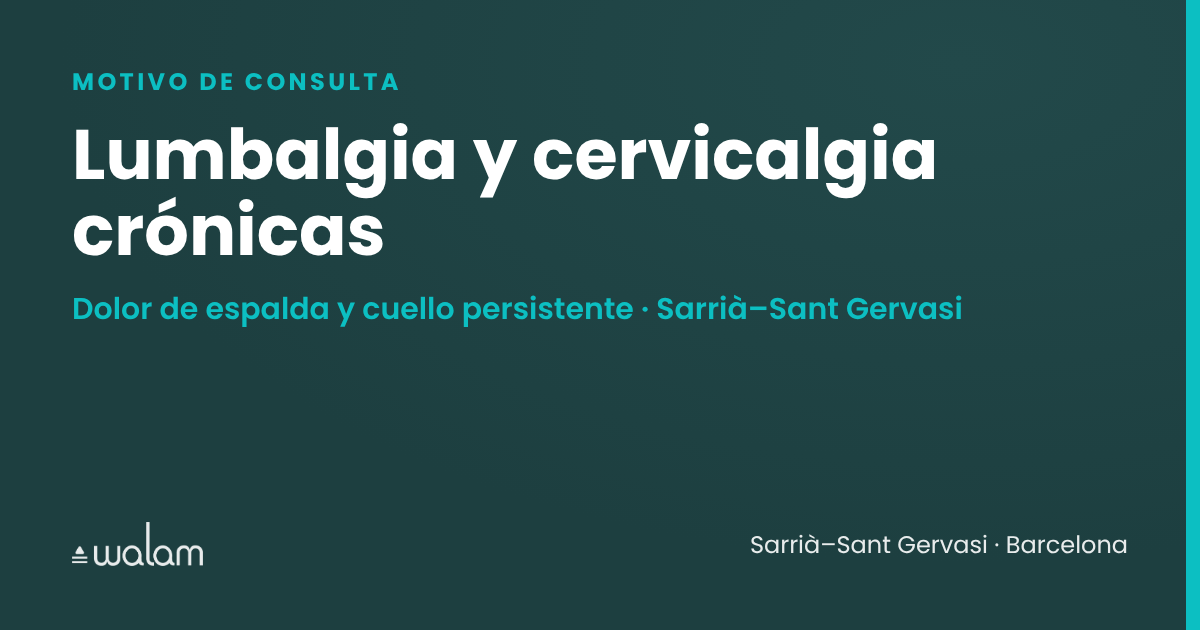 MOTIVO DE CONSULTA
Lumbalgia y cervicalgia
crónicas
Dolor de espalda y cuello persistente · Sarrià–Sant Gervasi
walam
Sarrià–Sant Gervasi · Barcelona